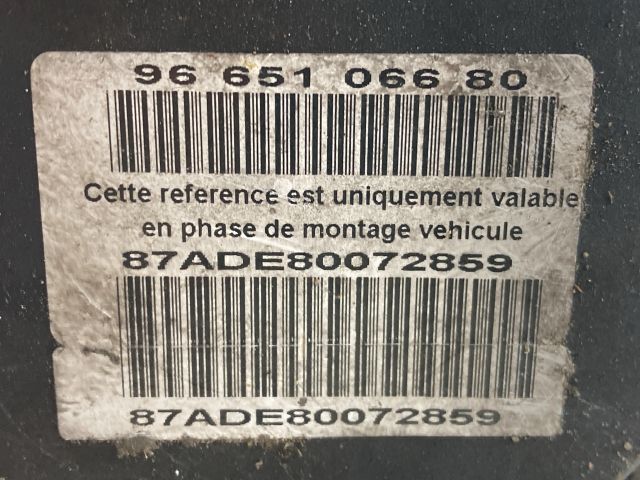 96 651 066 80
Cette reference est uniquement valable
en phase de montage vehicule
87ADE80072859
87ADE80072859